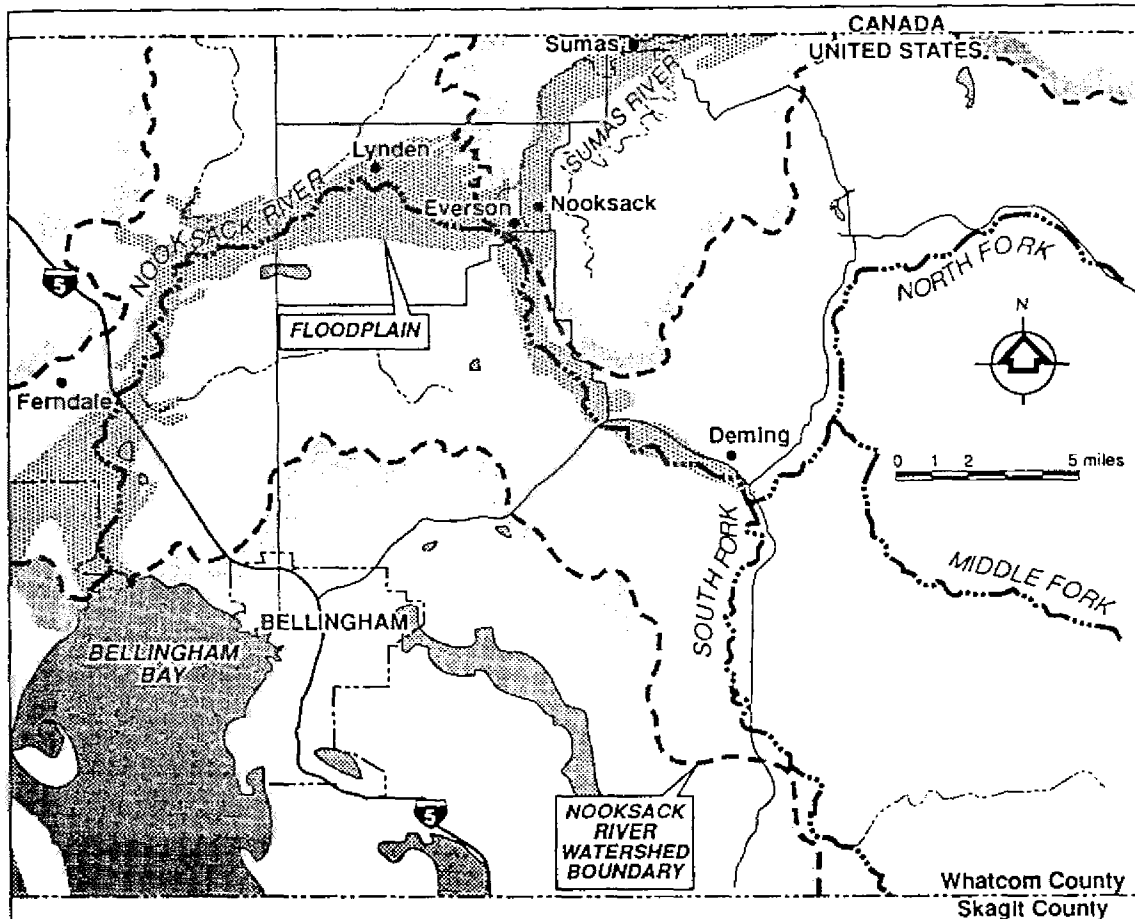 CANADA
UNITED STATES
Sumas
SUMAS RIVER
Lynden
NOOKSACK RIVER
Everson
Nooksack
5
NORTH FORK
FLOODPLAIN
N
Ferndale
Deming
0 1 2 5 miles
SOUTH FORK
MIDDLE FORK
BELLINGHAM
BELLINGHAM
BAY
5
NOOKSACK
RIVER
WATERSHED
BOUNDARY
Whatcom County
Skagit County